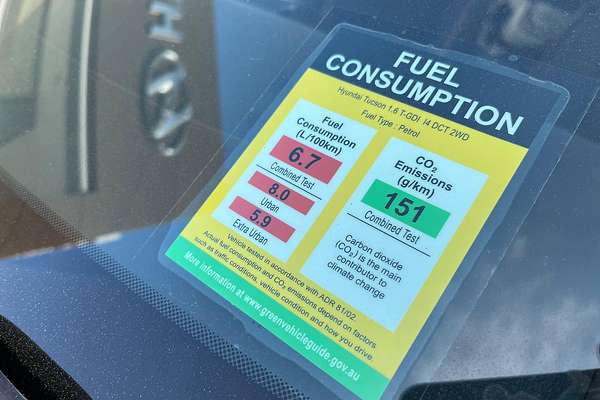 FUEL
CONSUMPTION
Hyundai Tucson 1.6 T-GDI I4 DCT 2WD
Fuel Type : Petrol
Fuel
Consumption
(L/100km)
6.7
Combined Test
8.0
Urban
5.9
Extra Urban
CO₂
Emissions
(g/km)
151
Combined Test
Carbon dioxide
(CO₂) is the main
contributor to
climate change
Vehicle tested in accordance with ADR 81/02.
Actual fuel consumption and CO₂ emissions depend on factors
such as traffic conditions, vehicle condition and how you drive.
More information at www.greenvehicleguide.gov.au